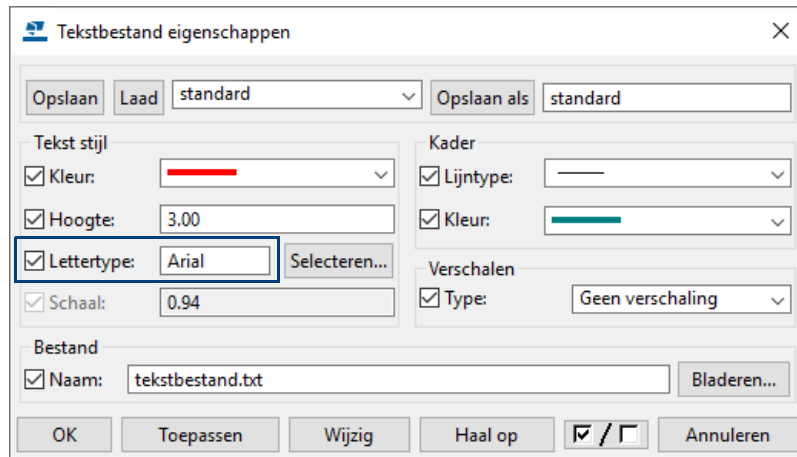 Tekstbestand eigenschappen
Opslaan Laad standard Opslaan als standard
Tekst stijl Kader
Kleur: Lijntype:
Hoogte: 3.00 Kleur:
Lettertype: Arial Selecteren... Verschalen
Schaal: 0.94 Type: Geen verschaling
Bestand
Naam: tekstbestand.txt Bladeren...
OK Toepassen Wijzig Haal op / Annuleren